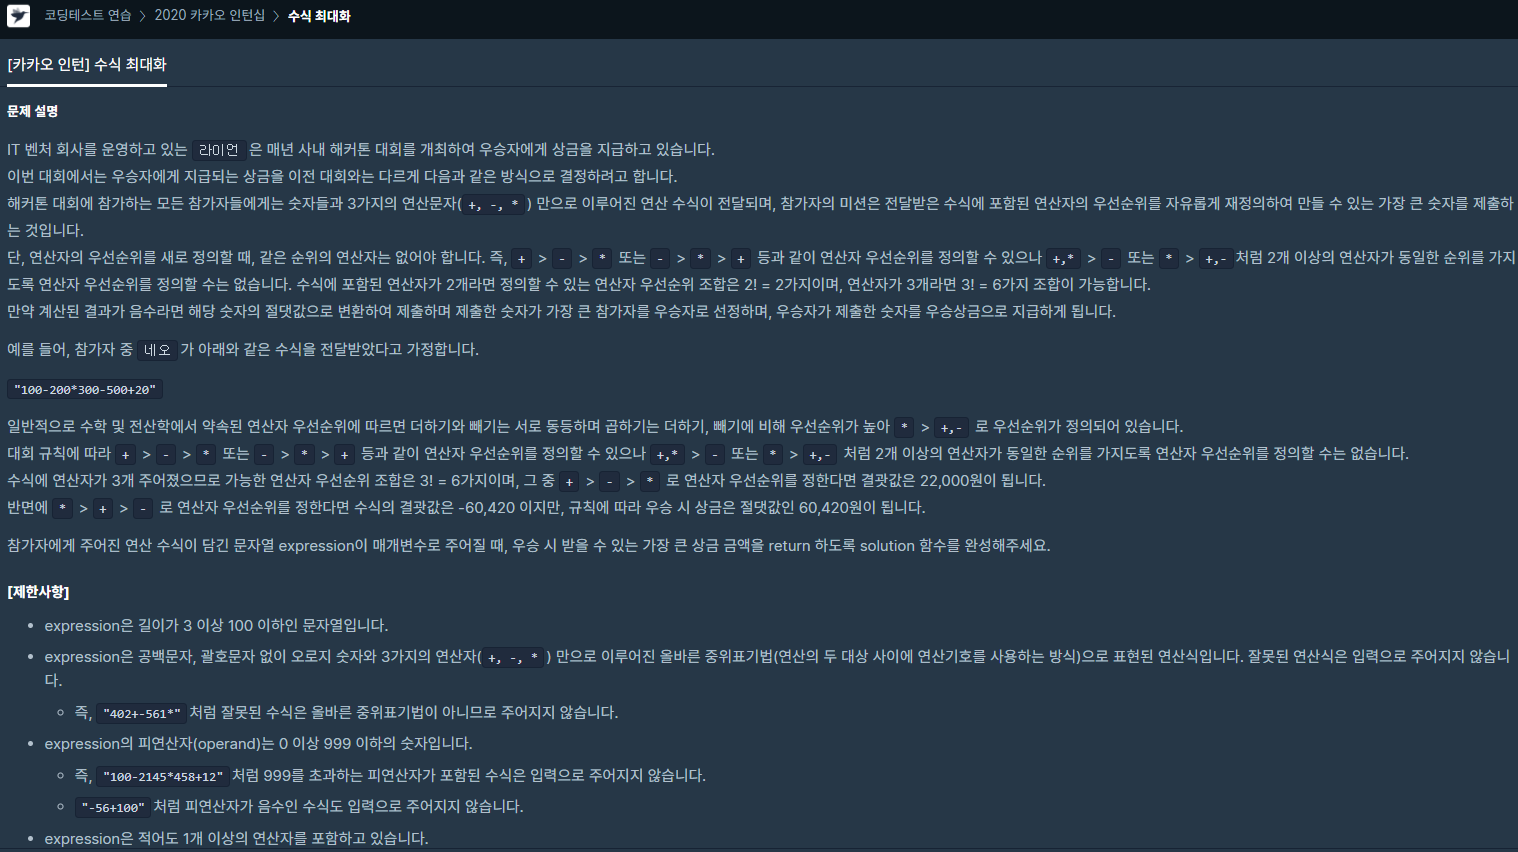 코딩테스트 연습 > 2020 카카오 인턴십 > 수식 최대화
[카카오 인턴] 수식 최대화
문제 설명
IT 벤처 회사를 운영하고 있는 라이언 은 매년 사내 해커톤 대회를 개최하여 우승자에게 상금을 지급하고 있습니다.
이번 대회에서는 우승자에게 지급되는 상금을 이전 대회와는 다르게 다음과 같은 방식으로 결정하려고 합니다.
해커톤 대회에 참가하는 모든 참가자들에게는 숫자들과 3가지의 연산문자( +, -, * ) 만으로 이루어진 연산 수식이 전달되며, 참가자의 미션은 전달받은 수식에 포함된 연산자의 우선순위를 자유롭게 재정의하여 만들 수 있는 가장 큰 숫자를 제출하
는 것입니다.
단, 연산자의 우선순위를 새로 정의할 때, 같은 순위의 연산자는 없어야 합니다. 즉, + > - > * 또는 - > * > + 등과 같이 연산자 우선순위를 정의할 수 있으나 +,* > - 또는 * > +,- 처럼 2개 이상의 연산자가 동일한 순위를 가지
도록 연산자 우선순위를 정의할 수는 없습니다. 수식에 포함된 연산자가 2개라면 정의할 수 있는 연산자 우선순위 조합은 2! = 2가지이며, 연산자가 3개라면 3! = 6가지 조합이 가능합니다.
만약 계산된 결과가 음수라면 해당 숫자의 절댓값으로 변환하여 제출하며 제출한 숫자가 가장 큰 참가자를 우승자로 선정하며, 우승자가 제출한 숫자를 우승상금으로 지급하게 됩니다.
예를 들어, 참가자 중 네오 가 아래와 같은 수식을 전달받았다고 가정합니다.
"100-200*300-500+20"
일반적으로 수학 및 전산학에서 약속된 연산자 우선순위에 따르면 더하기와 빼기는 서로 동등하며 곱하기는 더하기, 빼기에 비해 우선순위가 높아 * > +,- 로 우선순위가 정의되어 있습니다.
대회 규칙에 따라 + > - > * 또는 - > * > + 등과 같이 연산자 우선순위를 정의할 수 있으나 +,* > - 또는 * > +,- 처럼 2개 이상의 연산자가 동일한 순위를 가지도록 연산자 우선순위를 정의할 수는 없습니다.
수식에 연산자가 3개 주어졌으므로 가능한 연산자 우선순위 조합은 3! = 6가지이며, 그 중 + > - > * 로 연산자 우선순위를 정한다면 결괏값은 22,000원이 됩니다.
반면에 * > + > - 로 연산자 우선순위를 정한다면 수식의 결괏값은 -60,420 이지만, 규칙에 따라 우승 시 상금은 절댓값인 60,420원이 됩니다.
참가자에게 주어진 연산 수식이 담긴 문자열 expression이 매개변수로 주어질 때, 우승 시 받을 수 있는 가장 큰 상금 금액을 return 하도록 solution 함수를 완성해주세요.
[제한사항]
• expression은 길이가 3 이상 100 이하인 문자열입니다.
• expression은 공백문자, 괄호문자 없이 오로지 숫자와 3가지의 연산자( +, -, * ) 만으로 이루어진 올바른 중위표기법(연산의 두 대상 사이에 연산기호를 사용하는 방식)으로 표현된 연산식입니다. 잘못된 연산식은 입력으로 주어지지 않습니
다.
◦ 즉, "402+-561*" 처럼 잘못된 수식은 올바른 중위표기법이 아니므로 주어지지 않습니다.
• expression의 피연산자(operand)는 0 이상 999 이하의 숫자입니다.
◦ 즉, "100-2145*458+12" 처럼 999를 초과하는 피연산자가 포함된 수식은 입력으로 주어지지 않습니다.
◦ "-56+100" 처럼 피연산자가 음수인 수식도 입력으로 주어지지 않습니다.
• expression은 적어도 1개 이상의 연산자를 포함하고 있습니다.